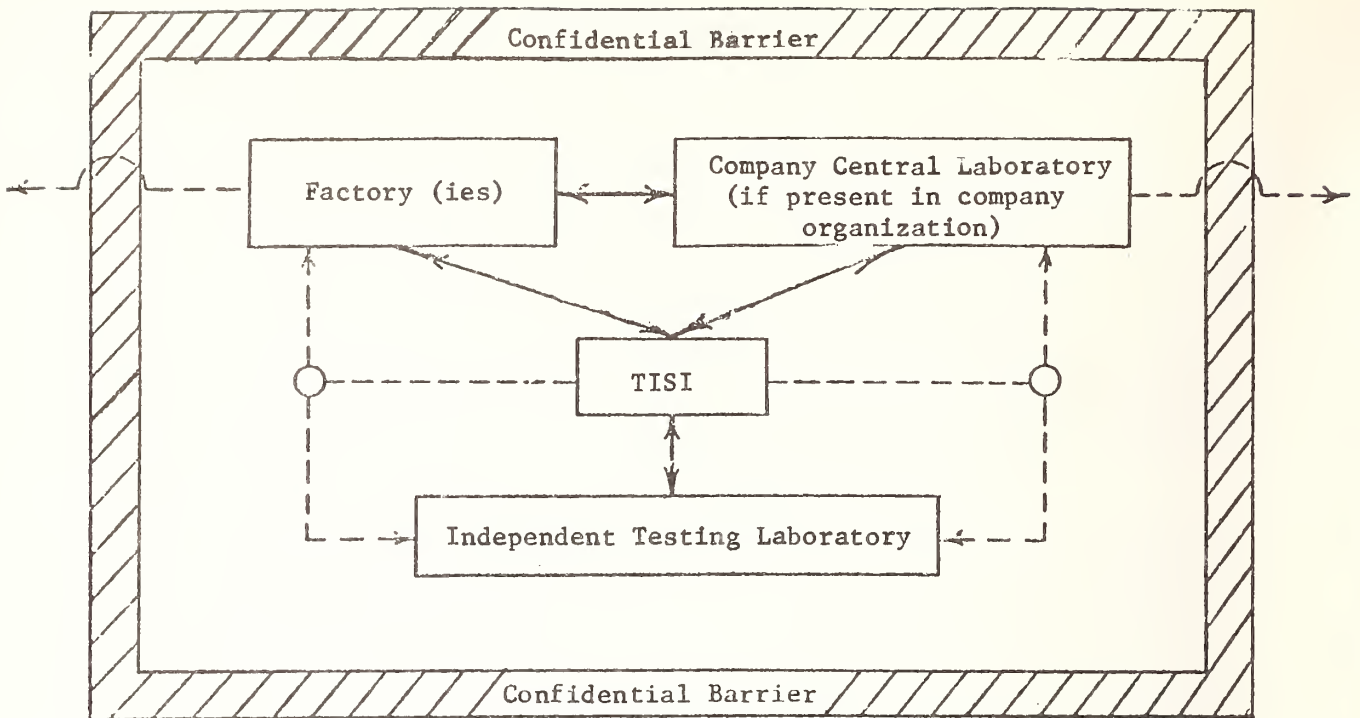 Confidential Barrier
Factory (ies)
Company Central Laboratory
(if present in company
organization)
TISI
Independent Testing Laboratory
Confidential Barrier